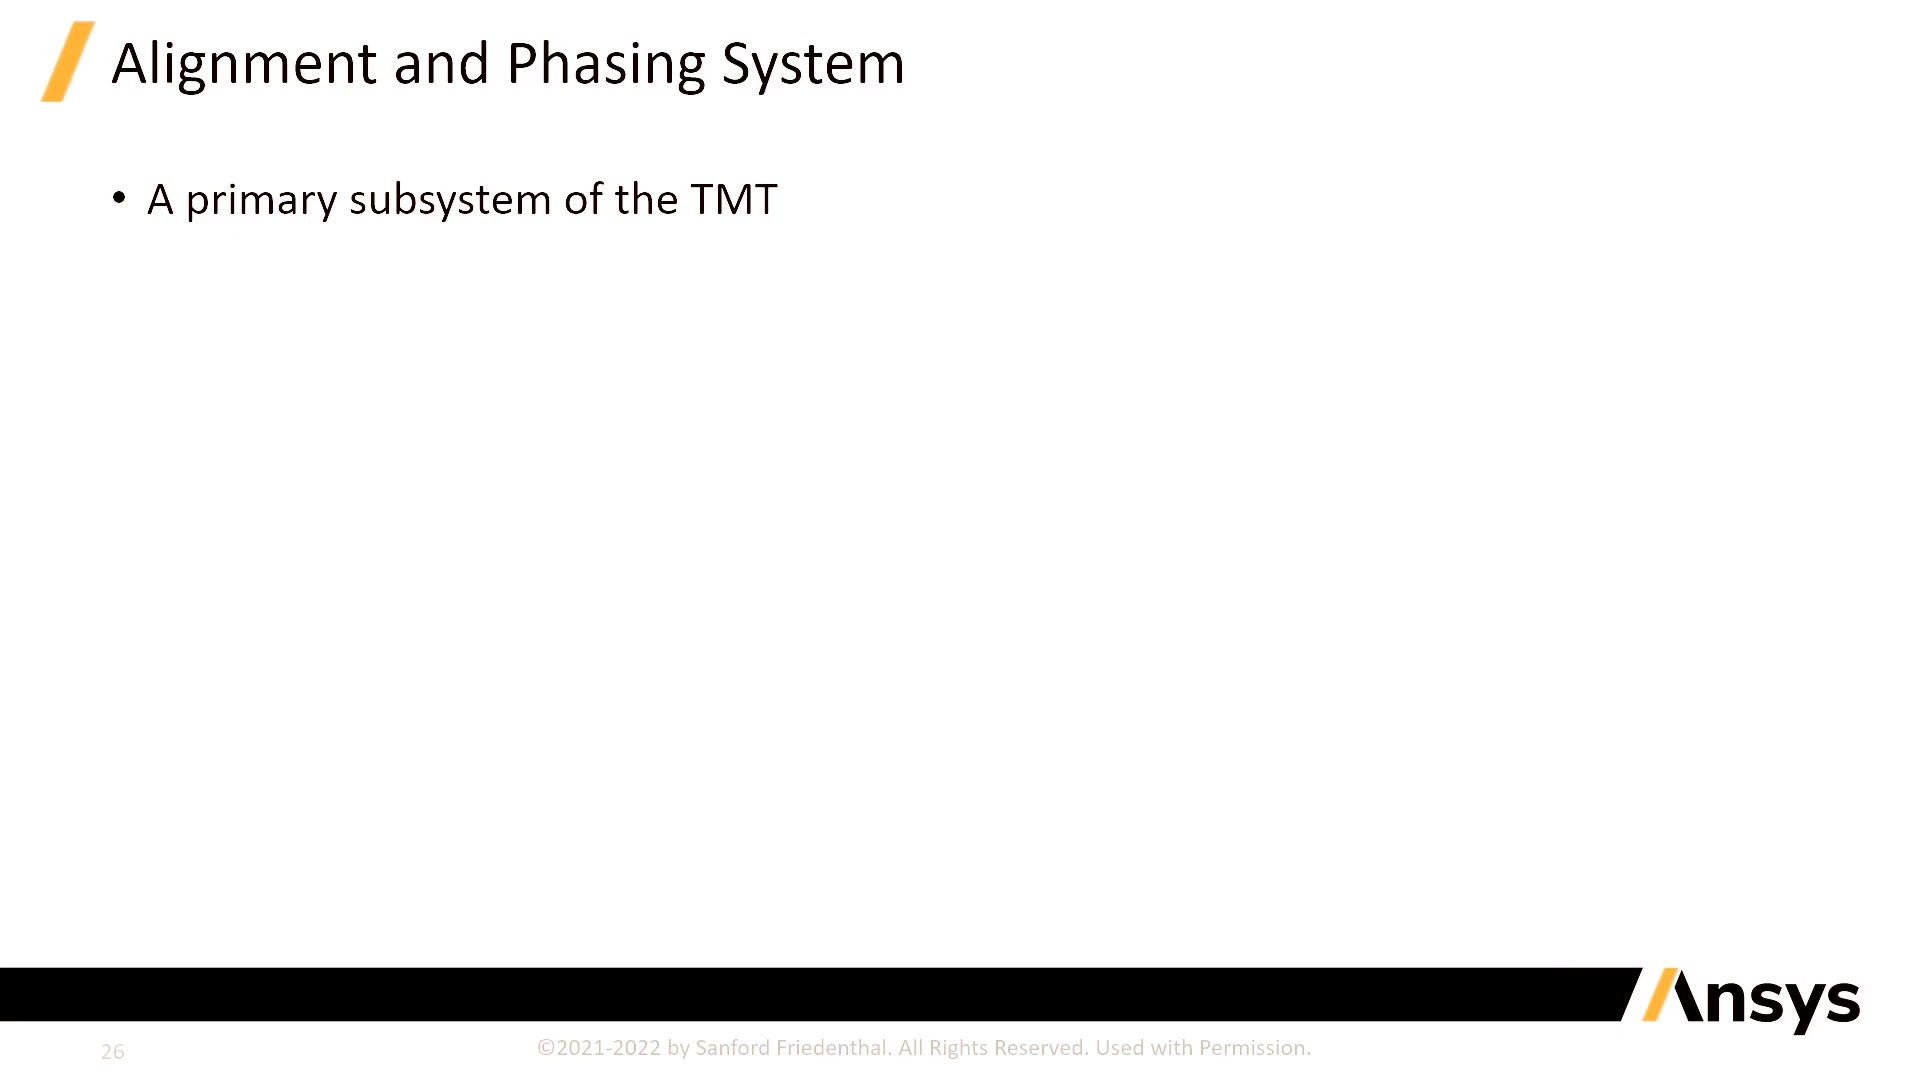 Alignment and Phasing System
• A primary subsystem of the TMT
Ansys
26
©2021-2022 by Sanford Friedenthal. All Rights Reserved. Used with Permission.